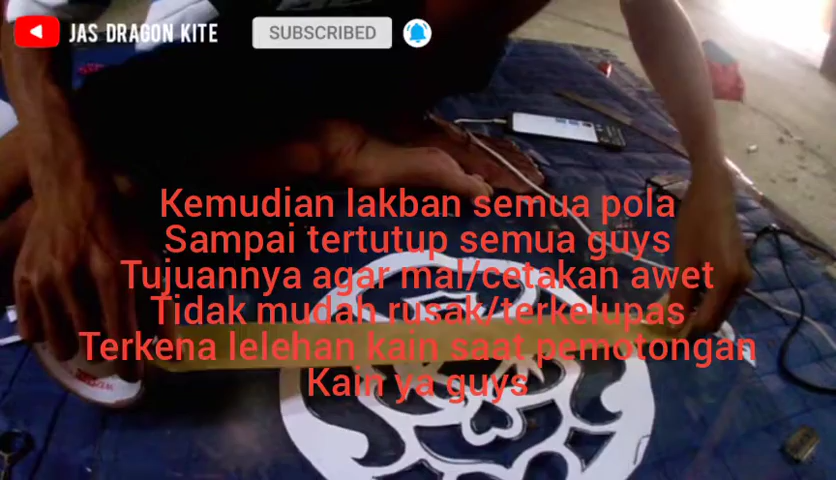 JAS DRAGON KITE
SUBSCRIBED
Kemudian lakban semua pola
Sampai tertutup semua guys
Tujuannya agar mal/cetakan awet
Tidak mudah rusak/terkelupas
Terkena lelehan kain saat pemotongan
Kain ya guys